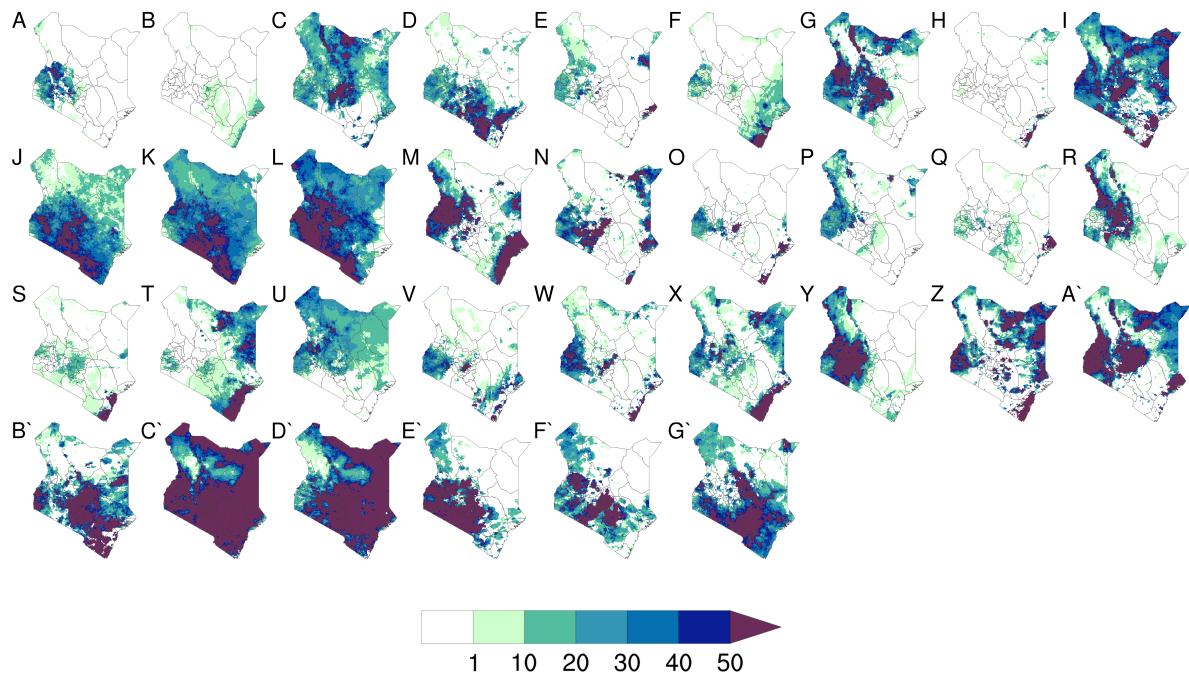 A B C D E F G H I
J K L M N O P Q R
S T U V W X Y Z A`
B` C` D` E` F` G`
1 10 20 30 40 50